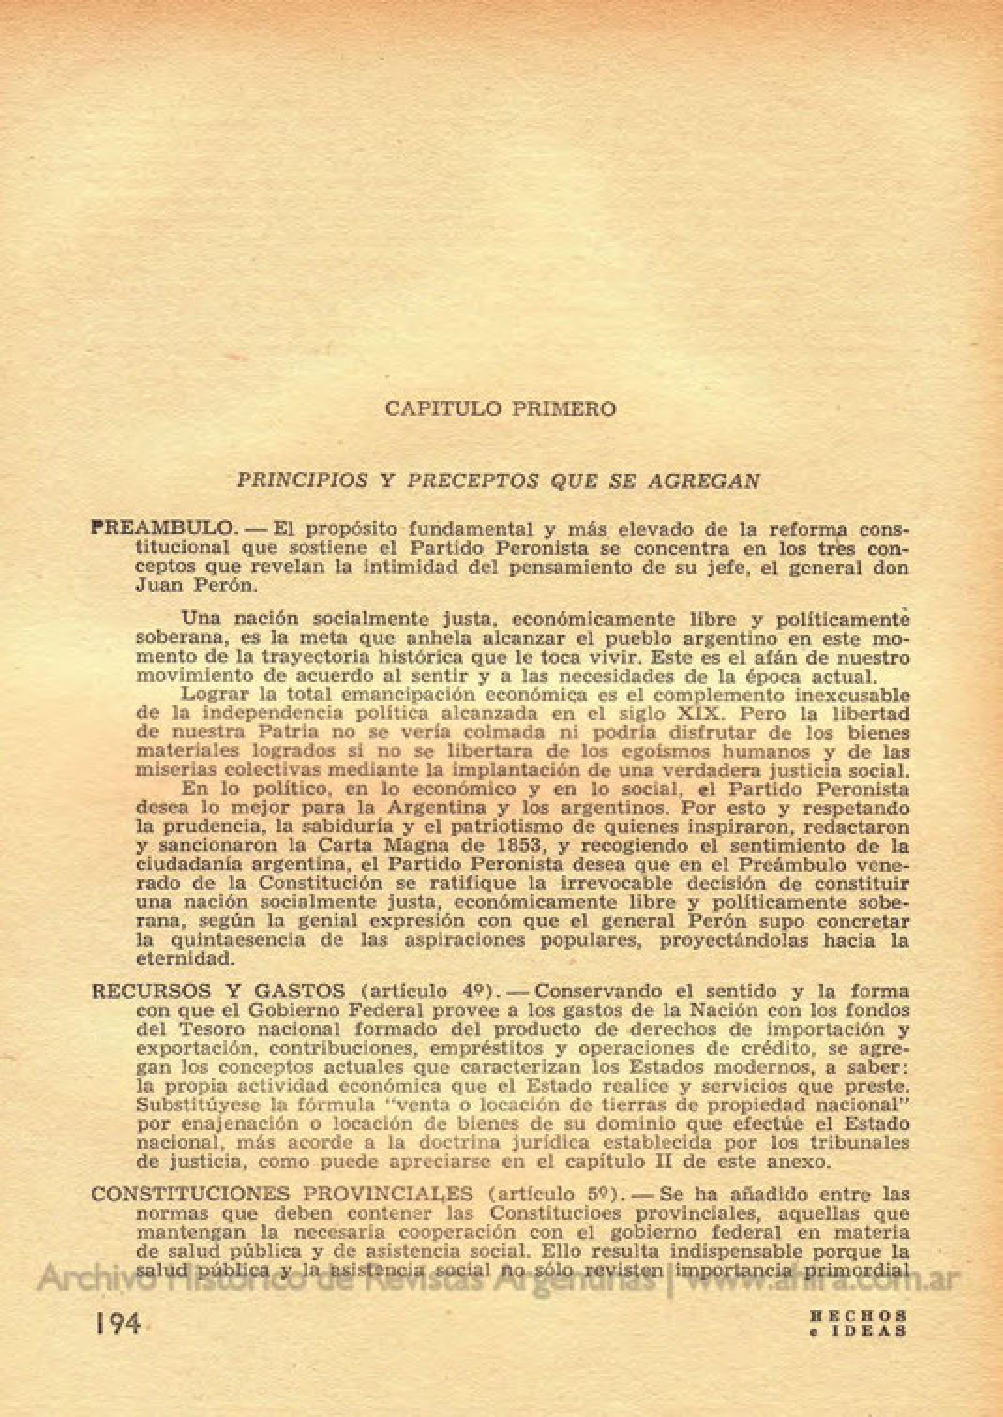 CAPITULO PRIMERO
PRINCIPIOS Y PRECEPTOS QUE SE AGREGAN
PREAMBULO. — El propósito fundamental y más elevado de la reforma cons-
titucional que sostiene el Partido Peronista se concentra en los tres con-
ceptos que revelan la intimidad del pensamiento de su jefe, el general don
Juan Perón.
Una nación socialmente justa, económicamente libre y políticamente
soberana, es la meta que anhela alcanzar el pueblo argentino en este mo-
mento de la trayectoria histórica que le toca vivir. Este es el afán de nuestro
movimiento de acuerdo al sentir y a las necesidades de la época actual.
Lograr la total emancipación económica es el complemento inexcusable
de la independencia política alcanzada en el siglo XIX. Pero la libertad
de nuestra Patria no se vería colmada ni podría disfrutar de los bienes
materiales logrados si no se libertara de los egoísmos humanos y de las
miserias colectivas mediante la implantación de una verdadera justicia social.
En lo político, en lo económico y en lo social, el Partido Peronista
desea lo mejor para la Argentina y los argentinos. Por esto y respetando
la prudencia, la sabiduría y el patriotismo de quienes inspiraron, redactaron
y sancionaron la Carta Magna de 1853, y recogiendo el sentimiento de la
ciudadanía argentina, el Partido Peronista desea que en el Preámbulo vene-
rado de la Constitución se ratifique la irrevocable decisión de constituir
una nación socialmente justa, económicamente libre y políticamente sobe-
rana, según la genial expresión con que el general Perón supo concretar
la quintaesencia de las aspiraciones populares, proyectándolas hacia la
eternidad.
RECURSOS Y GASTOS (artículo 4º). — Conservando el sentido y la forma
con que el Gobierno Federal provee a los gastos de la Nación con los fondos
del Tesoro nacional formado del producto de derechos de importación y
exportación, contribuciones, empréstitos y operaciones de crédito, se agre-
gan los conceptos actuales que caracterizan los Estados modernos, a saber:
la propia actividad económica que el Estado realice y servicios que preste.
Substitúyese la fórmula "venta o locación de tierras de propiedad nacional"
por enajenación o locación de bienes de su dominio que efectúe el Estado
nacional, más acorde a la doctrina jurídica establecida por los tribunales
de justicia, como puede apreciarse en el capítulo II de este anexo.
CONSTITUCIONES PROVINCIALES (artículo 5º). — Se ha añadido entre las
normas que deben contener las Constitucioes provinciales, aquellas que
mantengan la necesaria cooperación con el gobierno federal en materia
de salud pública y de asistencia social. Ello resulta indispensable porque la
salud pública y la asistencia social no sólo revisten importancia primordial
Archivo Histórico de Revistas Argentinas | www.ahira.com.ar
194
HECHOS
e IDEAS